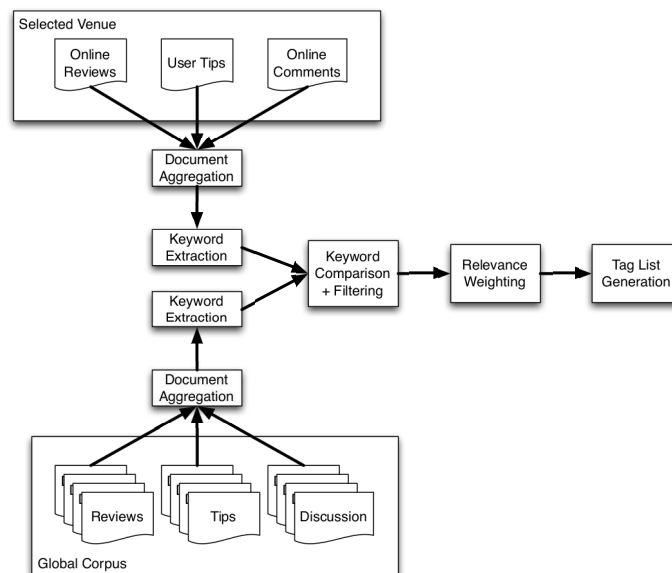 Selected Venue
Online
Reviews
User Tips
Online
Comments
Document
Aggregation
Keyword
Extraction
Keyword
Comparison
+ Filtering
Relevance
Weighting
Tag List
Generation
Keyword
Extraction
Document
Aggregation
Reviews
Tips
Discussion
Global Corpus